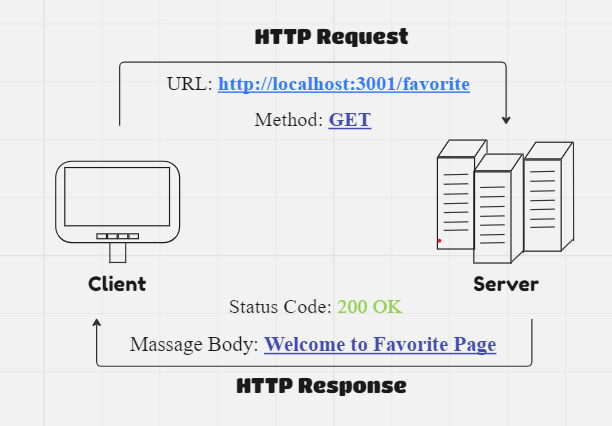 HTTP Request
URL: http://localhost:3001/favorite
Method: GET
Client
Server
Status Code: 200 OK
Massage Body: Welcome to Favorite Page
HTTP Response